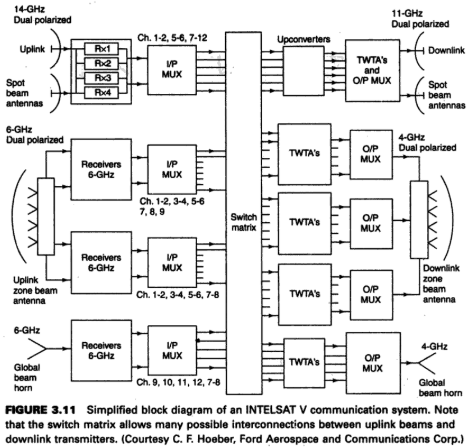 14-GHz
Dual polarized
Uplink
Spot
beam
antennas
Rx1
Rx2
Rx3
Rx4
Ch. 1-2, 5-6, 7-12
I/P
MUX
Upconverters
TWTA's
and
O/P MUX
11-GHz
Dual polarized
Downlink
Spot
beam
antennas
6-GHz
Dual polarized
Receivers
6-GHz
I/P
MUX
Ch. 1-2, 3-4, 5-6
7, 8, 9
Receivers
6-GHz
I/P
MUX
Ch. 1-2, 3-4, 5-6, 7-8
Uplink
zone beam
antenna
Switch
matrix
TWTA's
O/P
MUX
TWTA's
O/P
MUX
TWTA's
O/P
MUX
4-GHz
Dual polarized
Downlink
zone
beam
antenna
6-GHz
Global
beam
horn
Receivers
6-GHz
I/P
MUX
Ch. 9, 10, 11, 12, 7-8
TWTA's
O/P
MUX
4-GHz
Global
beam
horn
FIGURE 3.11 Simplified block diagram of an INTELSAT V communication system. Note
that the switch matrix allows many possible interconnections between uplink beams and
downlink transmitters. (Courtesy C. F. Hoeber, Ford Aerospace and Communications Corp.)